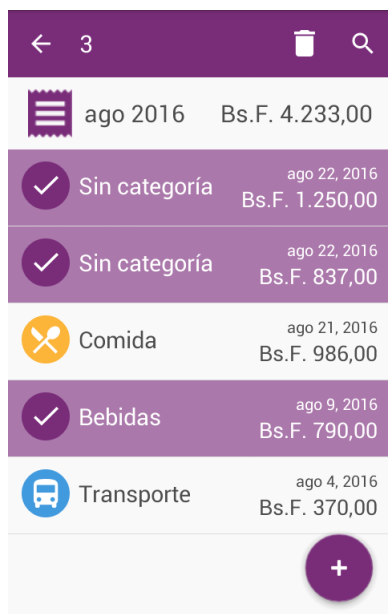 3
ago 2016 Bs.F. 4.233,00
ago 22, 2016
Sin categoría Bs.F. 1.250,00
ago 22, 2016
Sin categoría Bs.F. 837,00
ago 21, 2016
Comida Bs.F. 986,00
ago 9, 2016
Bebidas Bs.F. 790,00
ago 4, 2016
Transporte Bs.F. 370,00
+